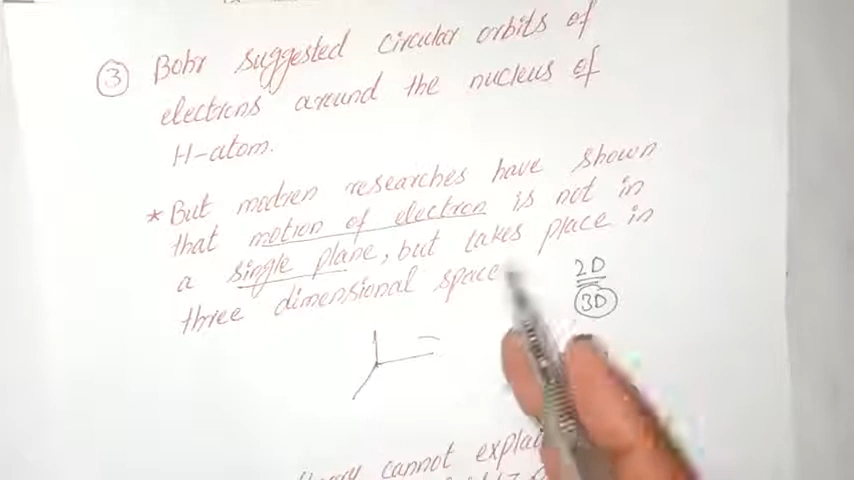 ③ Bohr suggested circular orbits of
electrons around the nucleus of
H-atom.
* But modren researches have shown
that motion of electron is not in
a single plane, but takes place in
three dimensional space
2D
3D
cannot explai